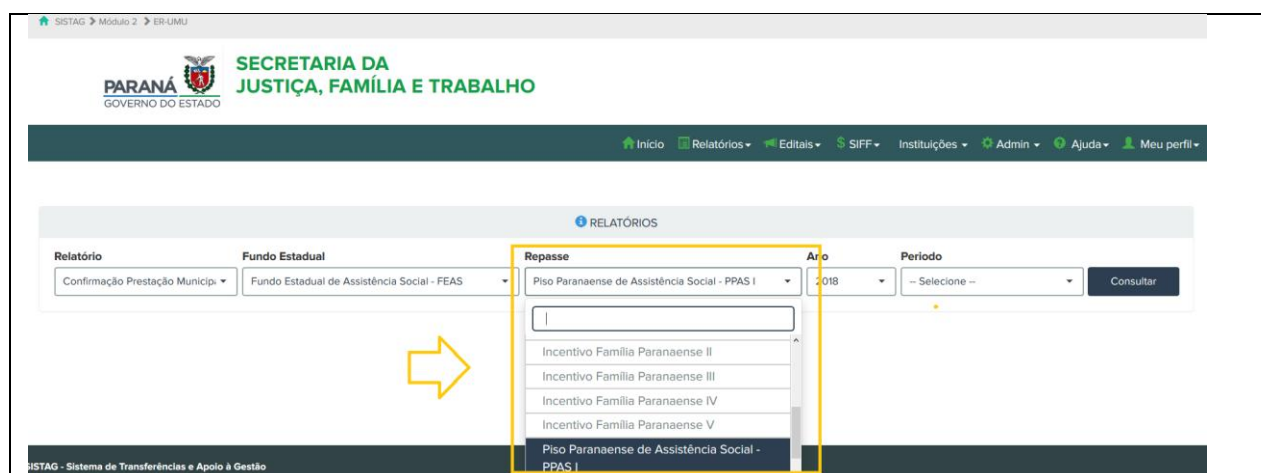 SISTAG Módulo 2 ER-UMU
PARANÁ
GOVERNO DO ESTADO
SECRETARIA DA
JUSTIÇA, FAMÍLIA E TRABALHO
Início Relatórios Editais $ SIFF Instituições Admin Ajuda Meu perfil
RELATÓRIOS
Relatório Fundo Estadual Repasse Ano Periodo
Confirmação Prestação Municip. Fundo Estadual de Assistência Social - FEAS Piso Paranaense de Assistência Social - PPAS I 2018 -- Selecione -- Consultar
Incentivo Família Paranaense II
Incentivo Família Paranaense III
Incentivo Família Paranaense IV
Incentivo Família Paranaense V
Piso Paranaense de Assistência Social -
PPAS I
SISTAG - Sistema de Transferências e Apoio à Gestão